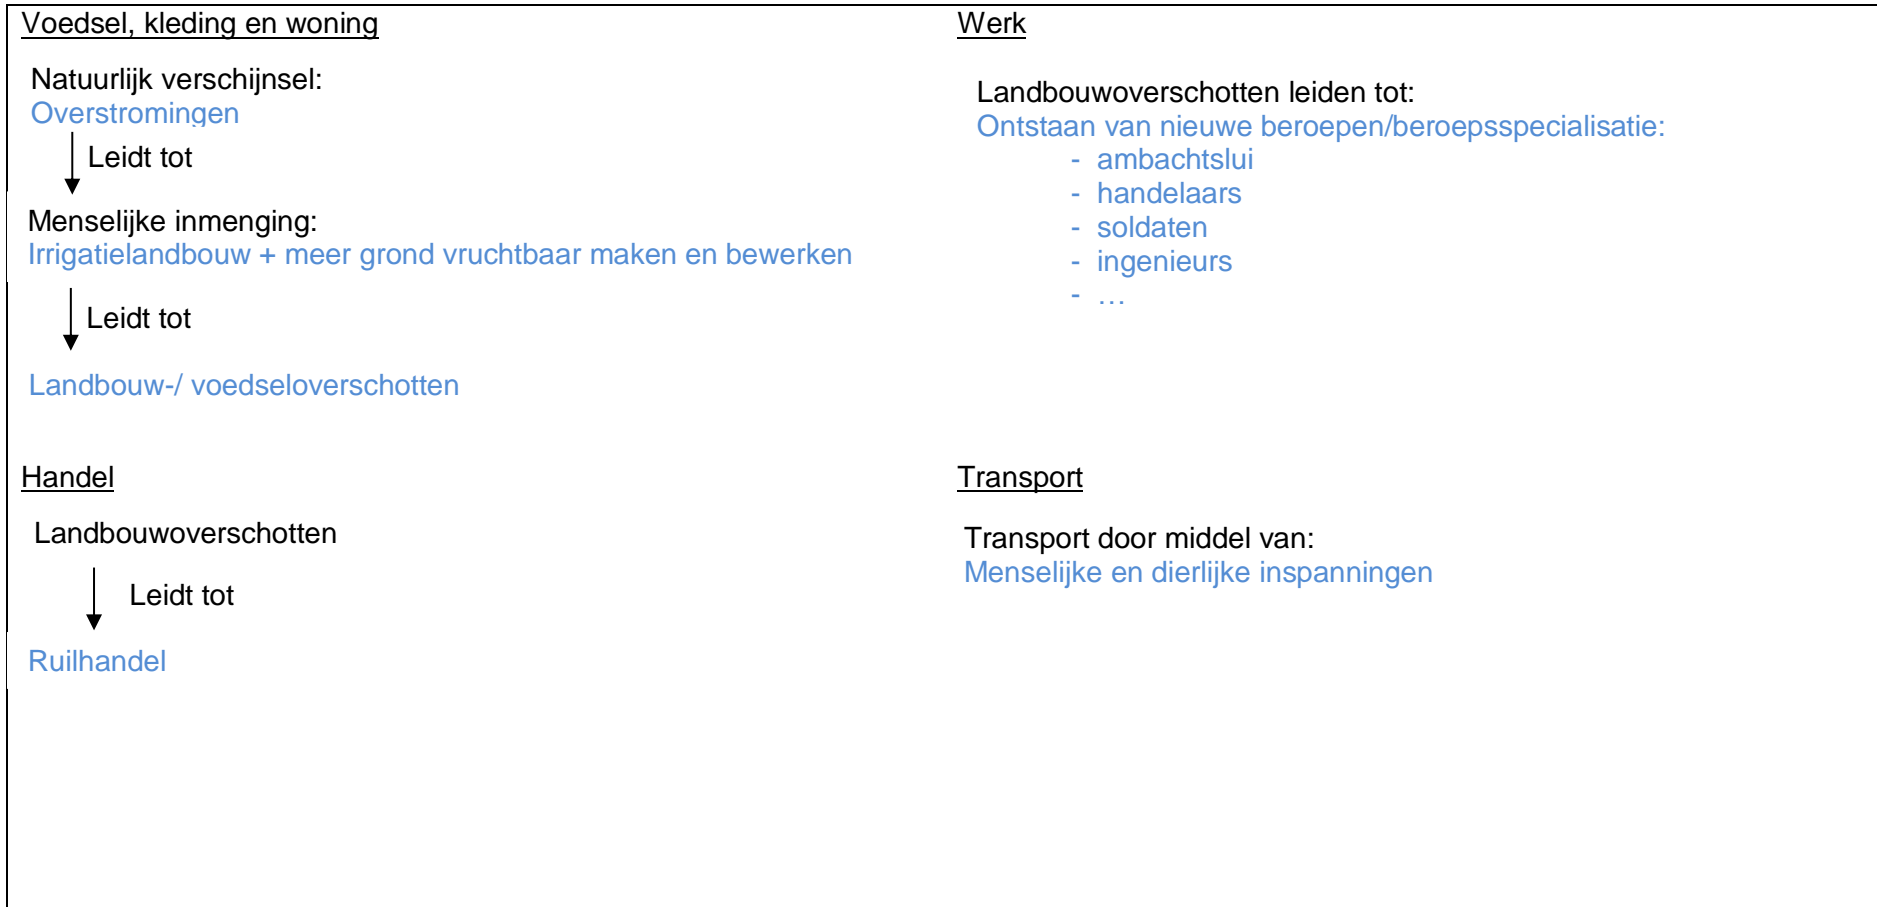 Voedsel, kleding en woning
Natuurlijk verschijnsel:
Overstromingen
Leidt tot
Menselijke inmenging:
Irrigatielandbouw + meer grond vruchtbaar maken en bewerken
Leidt tot
Landbouw-/ voedseloverschotten
Werk
Landbouwoverschotten leiden tot:
Ontstaan van nieuwe beroepen/beroepsspecialisatie:
- ambachtslui
- handelaars
- soldaten
- ingenieurs
- …
Handel
Landbouwoverschotten
Leidt tot
Ruilhandel
Transport
Transport door middel van:
Menselijke en dierlijke inspanningen